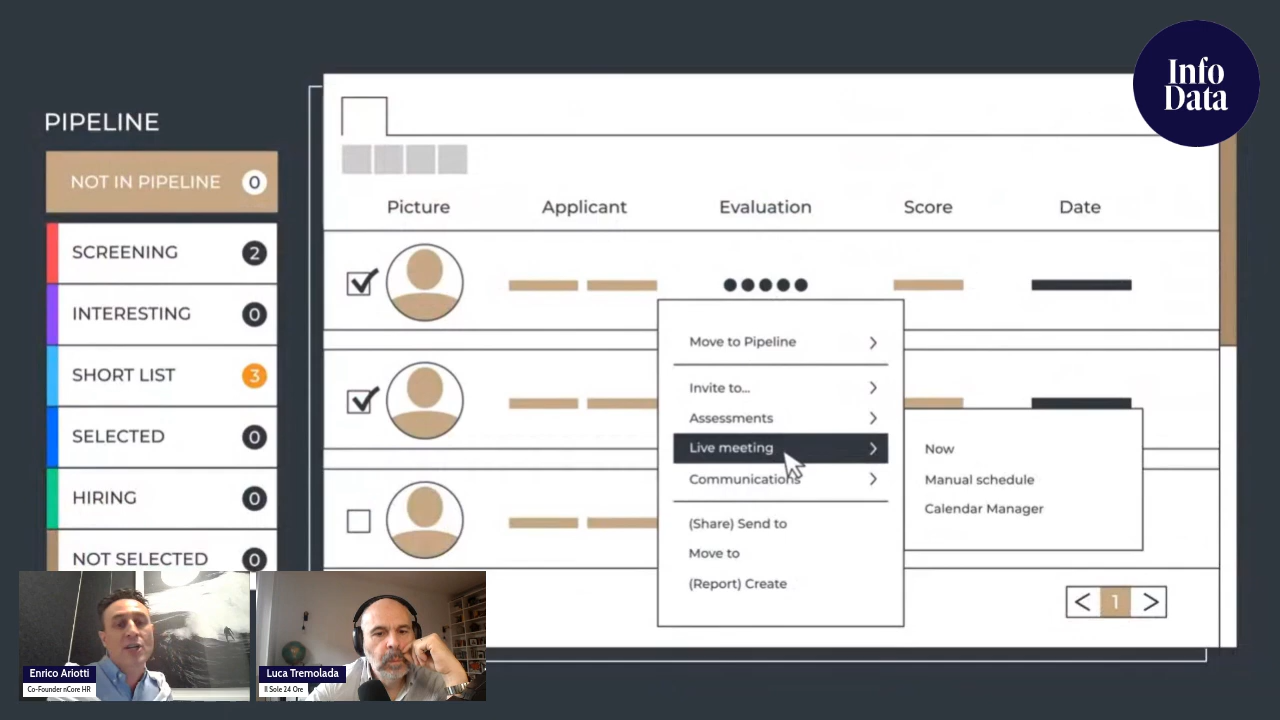 Info
Data
PIPELINE
NOT IN PIPELINE 0
SCREENING 2
INTERESTING 0
SHORT LIST 3
SELECTED 0
HIRING 0
NOT SELECTED 0
Picture Applicant Evaluation Score Date
Move to Pipeline
Invite to...
Assessments
Live meeting
Communications
(Share) Send to
Move to
(Report) Create
Now
Manual schedule
Calendar Manager
< 1 >
Enrico Ariotti
Co-Founder nCore HR
Luca Tremolada
Il Sole 24 Ore